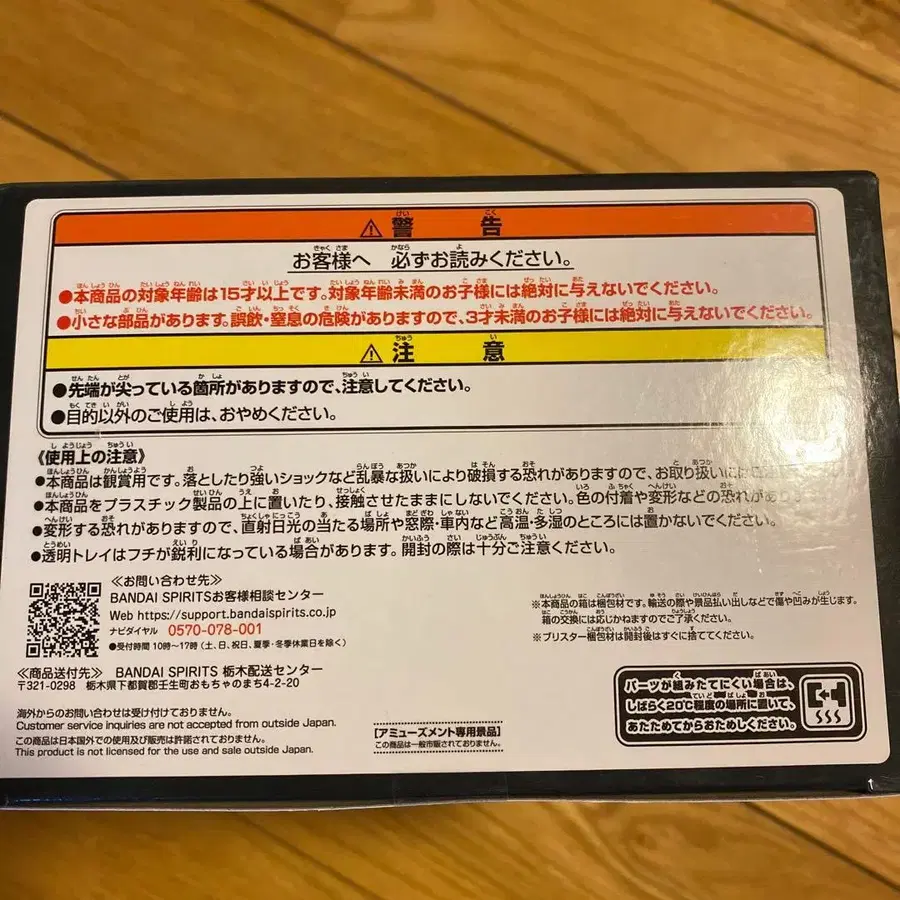 ⚠ 警告
お客様へ 必ずお読みください。
●本商品の対象年齢は15才以上です。対象年齢未満のお子様には絶対に与えないでください。
●小さな部品があります。誤飲・窒息の危険がありますので、3才未満のお子様には絶対に与えないでください。
⚠ 注意
●先端が尖っている箇所がありますので、注意してください。
●目的以外のご使用は、おやめください。
《使用上の注意》
●本商品は観賞用です。落としたり強いショックなど乱暴な扱いにより破損する恐れがありますので、お取り扱いには
●本商品をプラスチック製品の上に置いたり、接触させたままにしないでください。色の付着や変形などの恐れがあ
●変形する恐れがありますので、直射日光の当たる場所や窓際・車内など高温・多湿のところには置かないでください。
●透明トレイはフチが鋭利になっている場合があります。開封の際は十分ご注意ください。
≪お問い合わせ先≫
BANDAI SPIRITSお客様相談センター
Web https://support.bandaispirits.co.jp
ナビダイヤル 0570-078-001
●受付時間 10時〜17時(土、日、祝日、夏季・冬季休業日を除く)
≪商品送付先≫ BANDAI SPIRITS 栃木配送センター
〒321-0298 栃木県下都賀郡壬生町おもちゃのまち4-2-20
海外からのお問い合わせは受け付けておりません。
Customer service inquiries are not accepted from outside Japan.
この商品は日本国外での使用及び販売は許諾されておりません。
This product is not licensed for the use and sale outside Japan.
【アミューズメント専用景品】
この商品は一般市販されておりません。
※本商品の箱は梱包材です。輸送の際や景品払い出しなどで傷や凹みが生じます。
箱の交換には応じかねますのでご了承ください。
※ブリスター梱包材は開封後はすぐに捨ててください。
パーツが組みたてにくい場合は、
しばらく20℃程度の場所に置いて、
あたためてからおためしください。